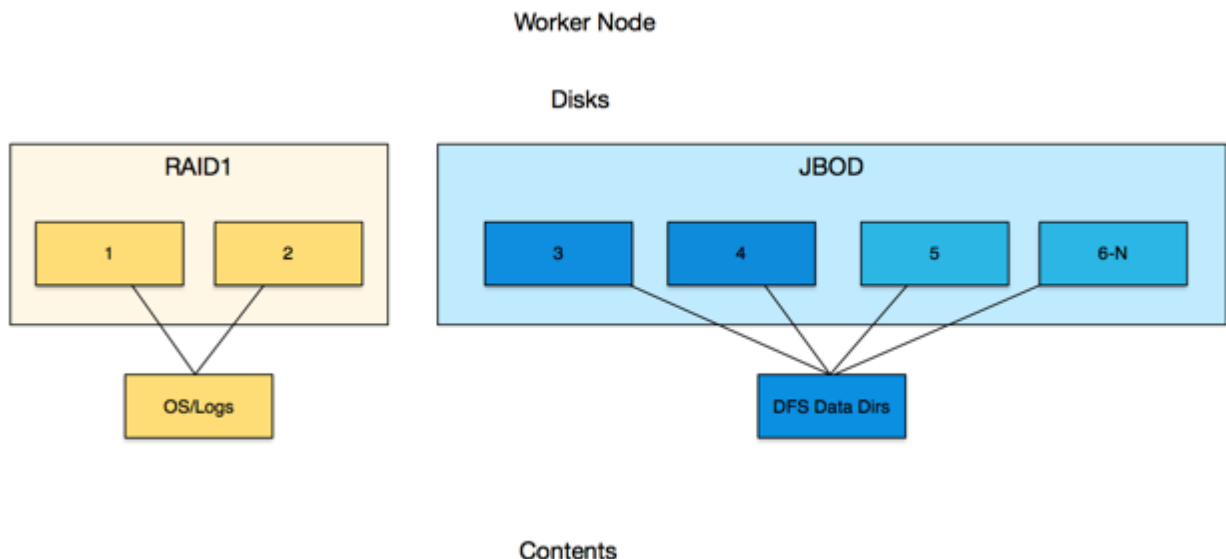 Worker Node
Disks
RAID1
JBOD
1
2
3
4
5
6-N
OS/Logs
DFS Data Dirs
Contents